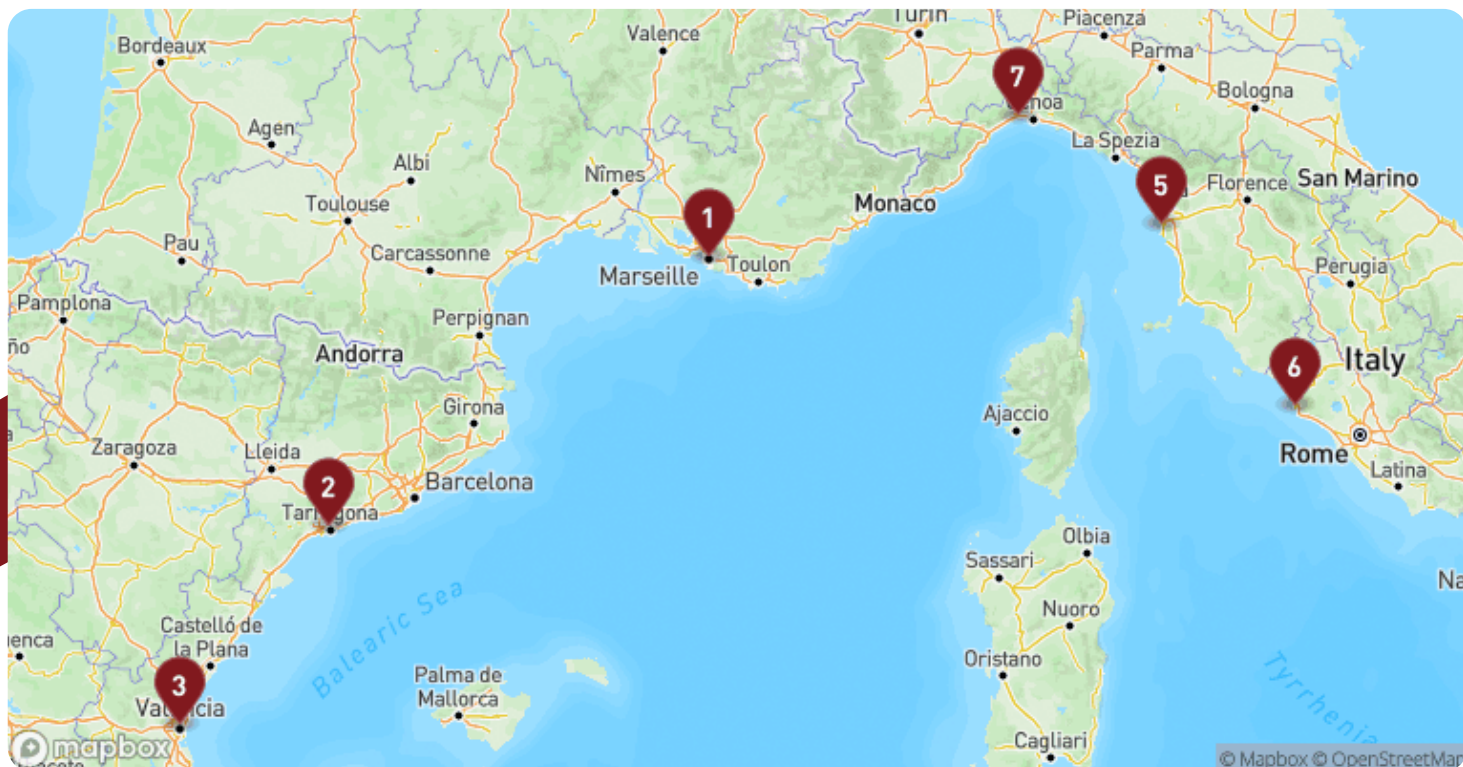 Turin
Piacenza
Bordeaux
Valence
Parma
7
Bologna
Agen
La Spezia
Albi
Nîmes
5
Florence
San Marino
Toulouse
Monaco
1
Pau
Carcassonne
Toulon
Marseille
Perugia
Pamplona
Perpignan
Andorra
6
Italy
Girona
Ajaccio
Zaragoza
Lleida
Rome
Latina
Barcelona
2
Tarragona
Olbia
Sassari
Balearic Sea
Nuoro
Castelló de
la Plana
Oristano
Palma de
Mallorca
3
Valencia
Cagliari
mapbox
© Mapbox © OpenStreetMap